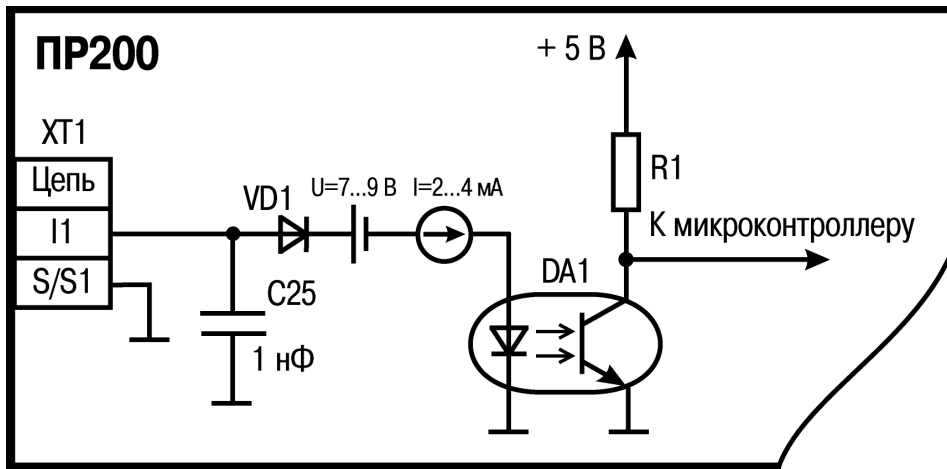 ПР200
+ 5 В
XT1
Цепь
I1
S/S1
VD1
U=7...9 В
I=2...4 мА
R1
К микроконтроллеру
C25
1 нФ
DA1